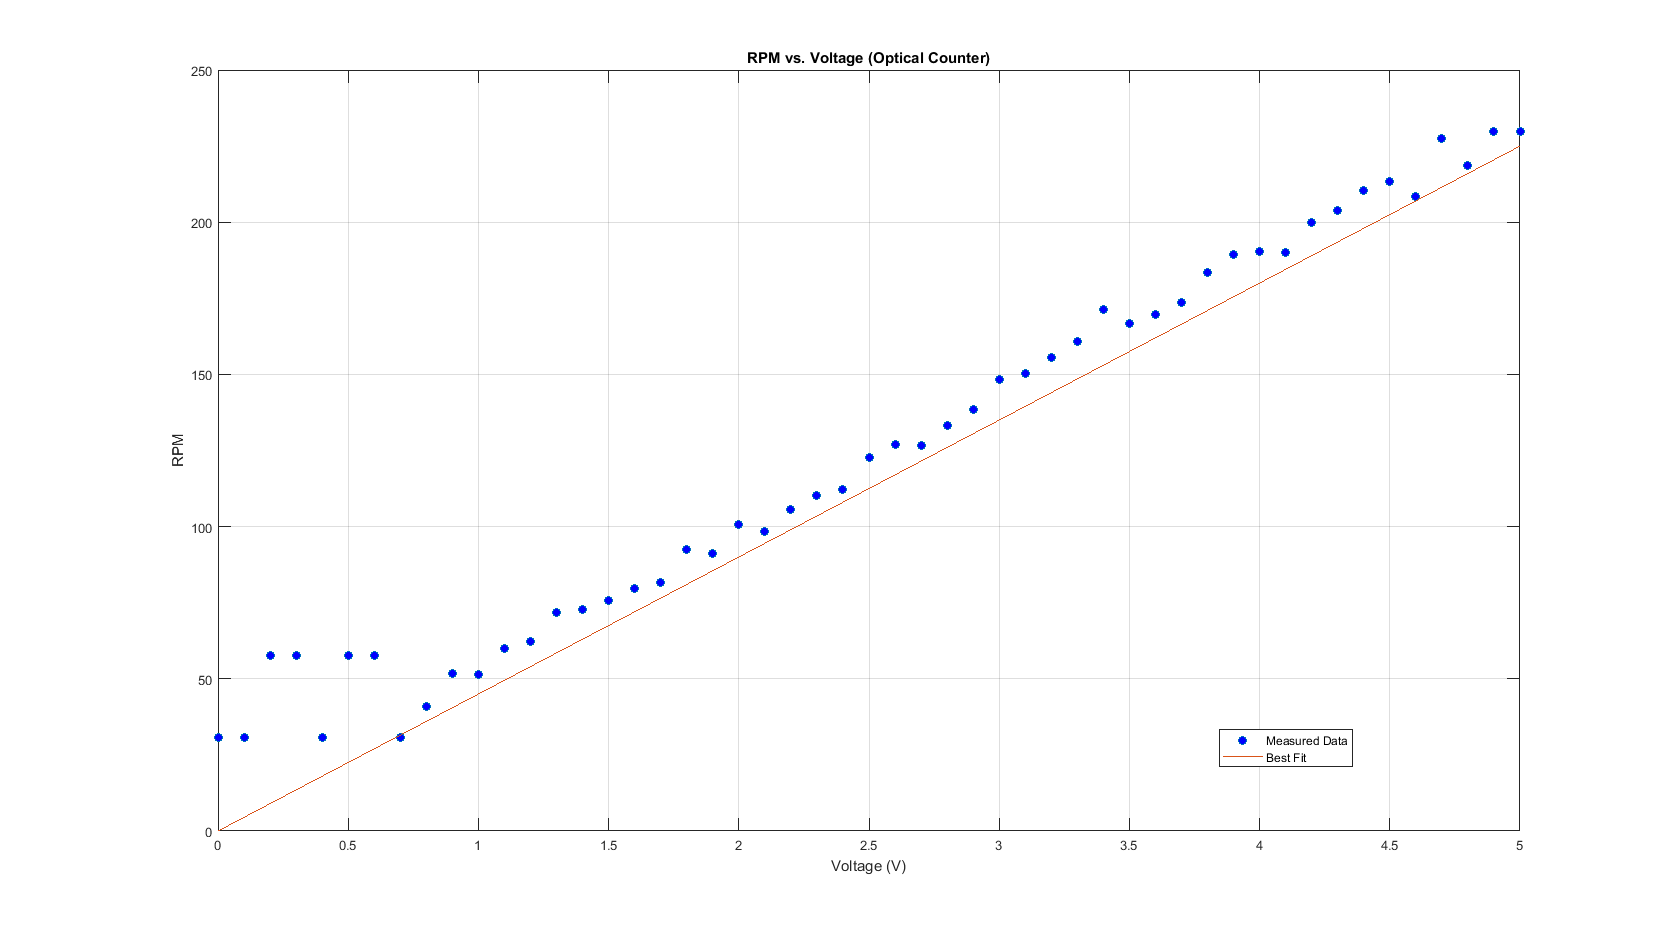 RPM vs. Voltage (Optical Counter)
250
200
150
100
50
0
RPM
0 0.5 1 1.5 2 2.5 3 3.5 4 4.5 5
Voltage (V)
Measured Data
Best Fit